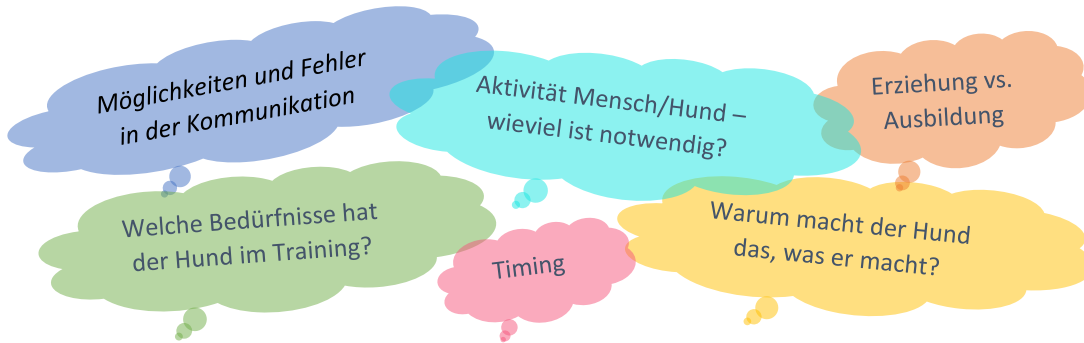 Möglichkeiten und Fehler
in der Kommunikation
Aktivität Mensch/Hund –
wieviel ist notwendig?
Erziehung vs.
Ausbildung
Welche Bedürfnisse hat
der Hund im Training?
Timing
Warum macht der Hund
das, was er macht?